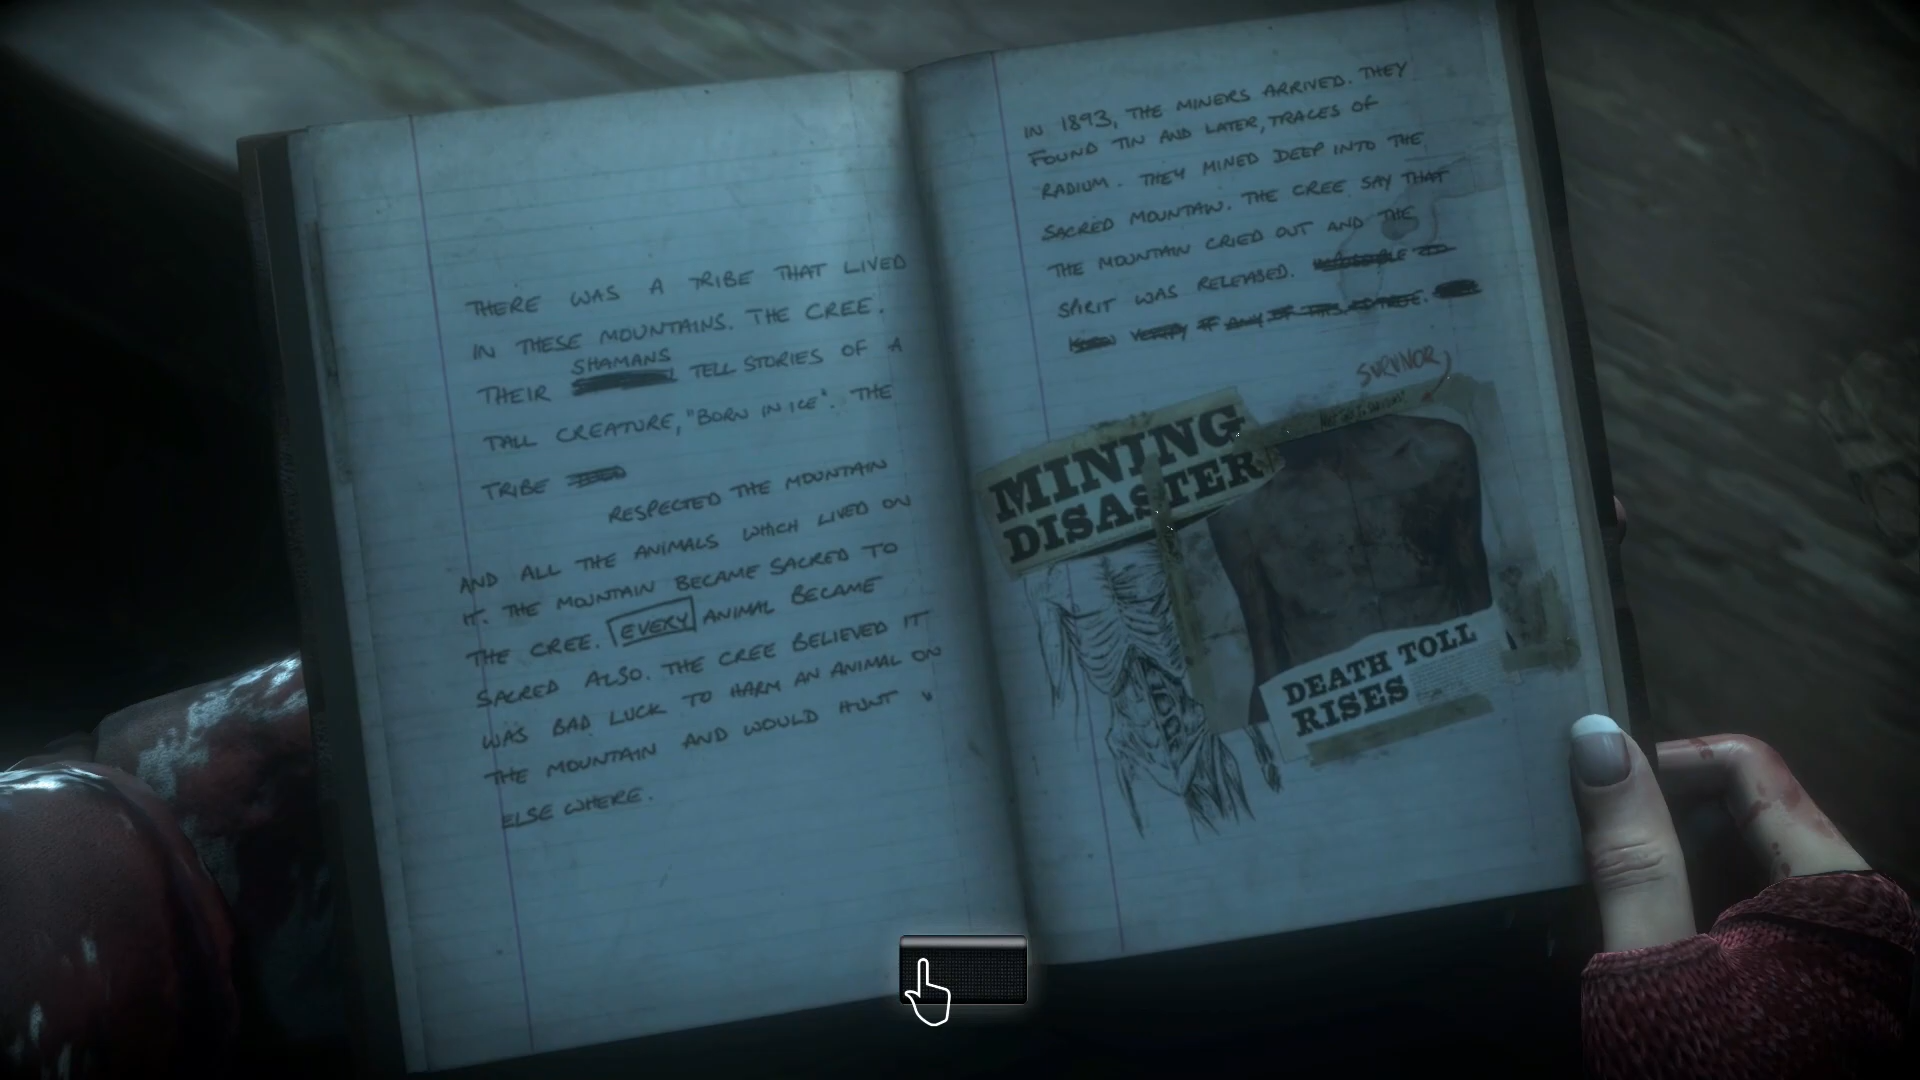 THERE WAS A TRIBE THAT LIVED
IN THESE MOUNTAINS. THE CREE.
SHAMANS
THEIR TELL STORIES OF A
TALL CREATURE, "BORN IN ICE". THE
TRIBE
RESPECTED THE MOUNTAIN
AND ALL THE ANIMALS WHICH LIVED ON
IT. THE MOUNTAIN BECAME SACRED TO
THE CREE. EVERY ANIMAL BECAME
SACRED ALSO. THE CREE BELIEVED IT
WAS BAD LUCK TO HARM AN ANIMAL ON
THE MOUNTAIN AND WOULD HUNT
ELSE WHERE.
IN 1893, THE MINERS ARRIVED. THEY
FOUND TIN AND LATER, TRACES OF
RADIUM. THEY MINED DEEP INTO THE
SACRED MOUNTAIN. THE CREE SAY THAT
THE MOUNTAIN CRIED OUT AND THE
SPIRIT WAS RELEASED.
VERIFY IF ANY OF THIS
SURVIVOR
MINING
DISASTER
DEATH TOLL
RISES